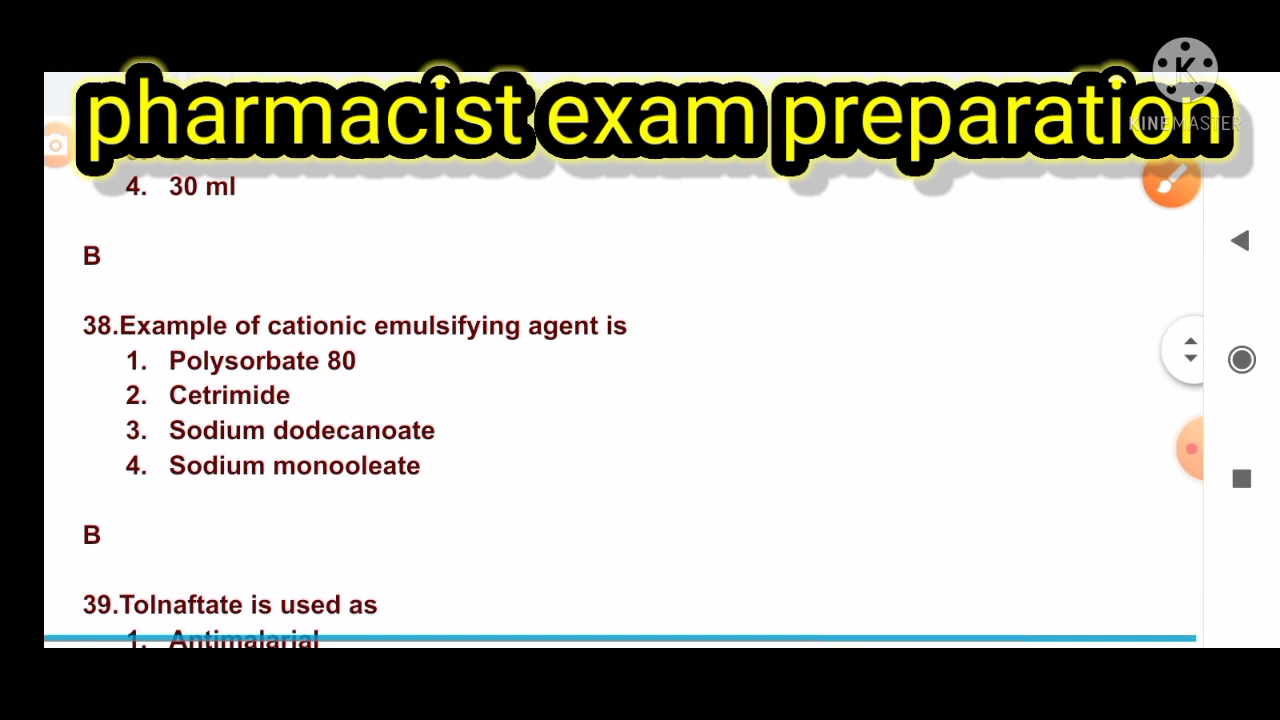 pharmacist exam preparation
KINEMASTER
4. 30 ml
B
38.Example of cationic emulsifying agent is
1. Polysorbate 80
2. Cetrimide
3. Sodium dodecanoate
4. Sodium monooleate
B
39.Tolnaftate is used as
1. Antimalarial